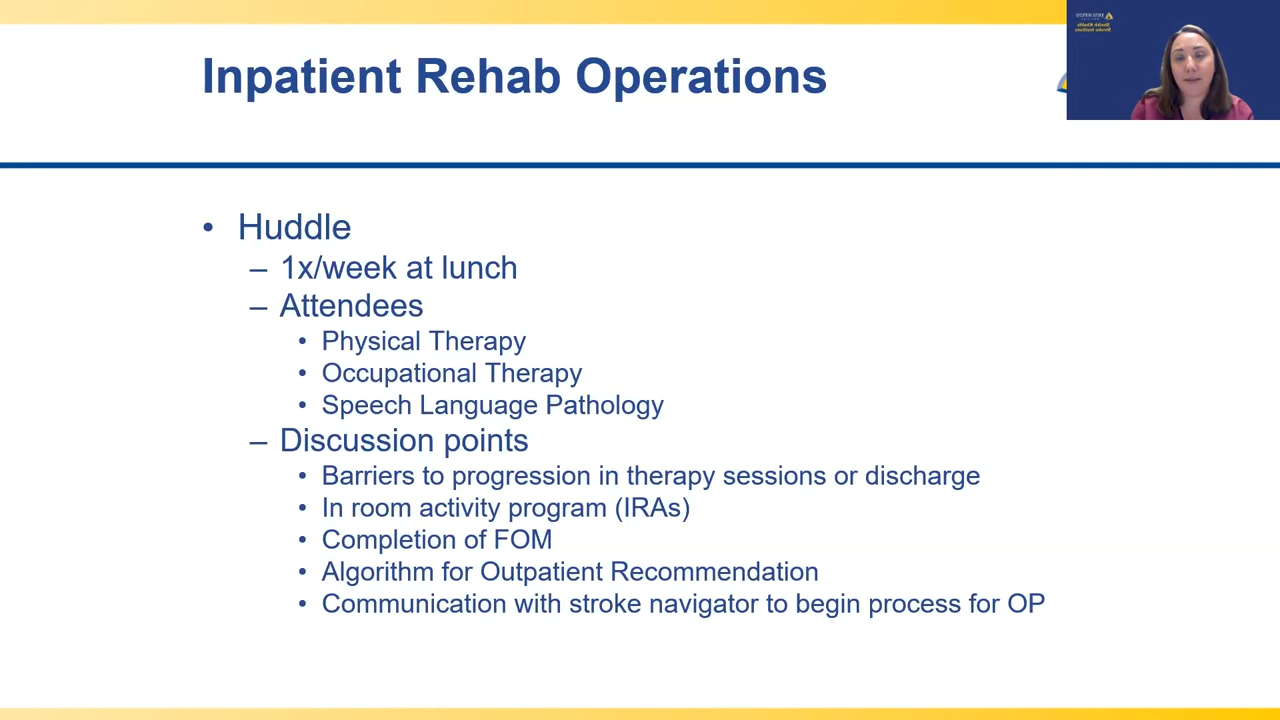 Inpatient Rehab Operations
• Huddle
– 1x/week at lunch
– Attendees
• Physical Therapy
• Occupational Therapy
• Speech Language Pathology
– Discussion points
• Barriers to progression in therapy sessions or discharge
• In room activity program (IRAs)
• Completion of FOM
• Algorithm for Outpatient Recommendation
• Communication with stroke navigator to begin process for OP